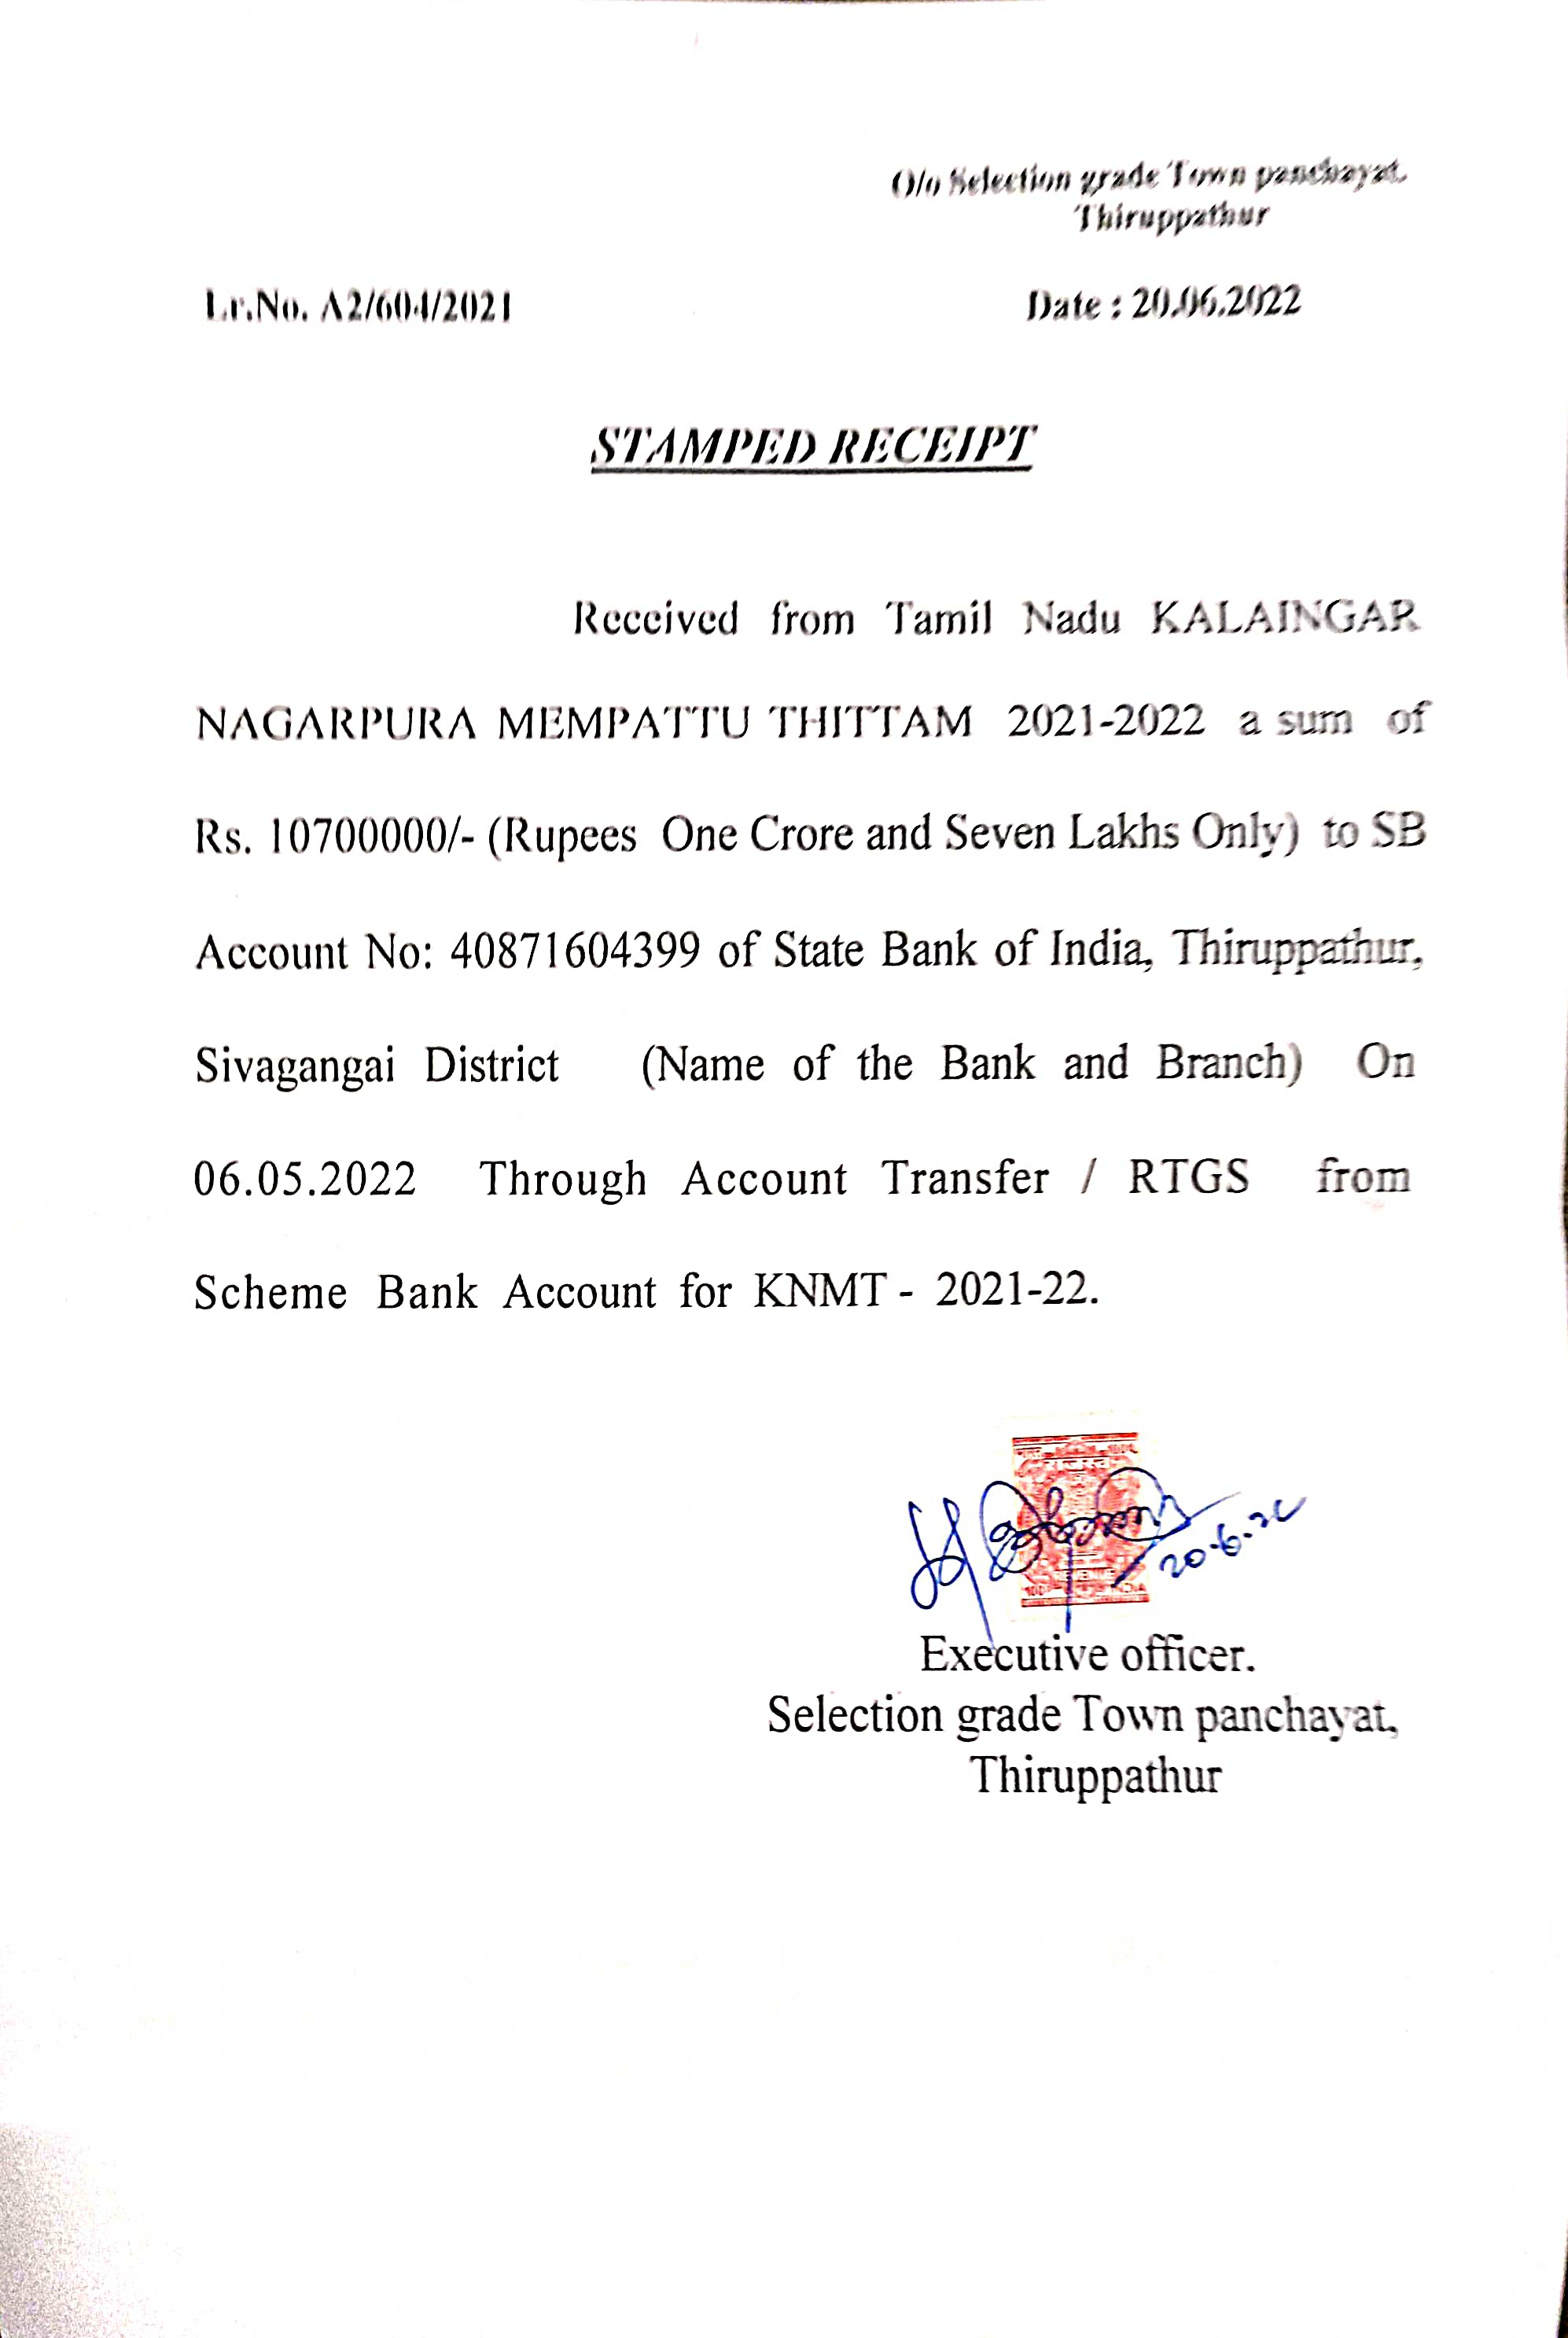 O/o Selection grade Town panchayat,
Thiruppathur
Lr.No. A2/604/2021 Date : 20.06.2022
STAMPED RECEIPT
Received from Tamil Nadu KALAINGAR
NAGARPURA MEMPATTU THITTAM 2021-2022 a sum of
Rs. 10700000/- (Rupees One Crore and Seven Lakhs Only) to SB
Account No: 40871604399 of State Bank of India, Thiruppathur,
Sivagangai District (Name of the Bank and Branch) On
06.05.2022 Through Account Transfer / RTGS from
Scheme Bank Account for KNMT - 2021-22.
राजस्व
20-6-22
Executive officer.
Selection grade Town panchayat,
Thiruppathur